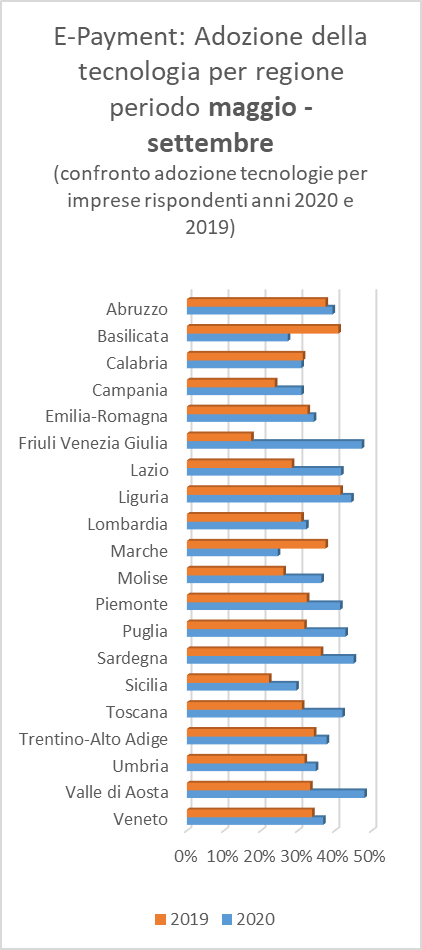 E-Payment: Adozione della
tecnologia per regione
periodo maggio -
settembre
(confronto adozione tecnologie per
imprese rispondenti anni 2020 e
2019)
Abruzzo
Basilicata
Calabria
Campania
Emilia-Romagna
Friuli Venezia Giulia
Lazio
Liguria
Lombardia
Marche
Molise
Piemonte
Puglia
Sardegna
Sicilia
Toscana
Trentino-Alto Adige
Umbria
Valle di Aosta
Veneto
0% 10% 20% 30% 40% 50%
2019 2020